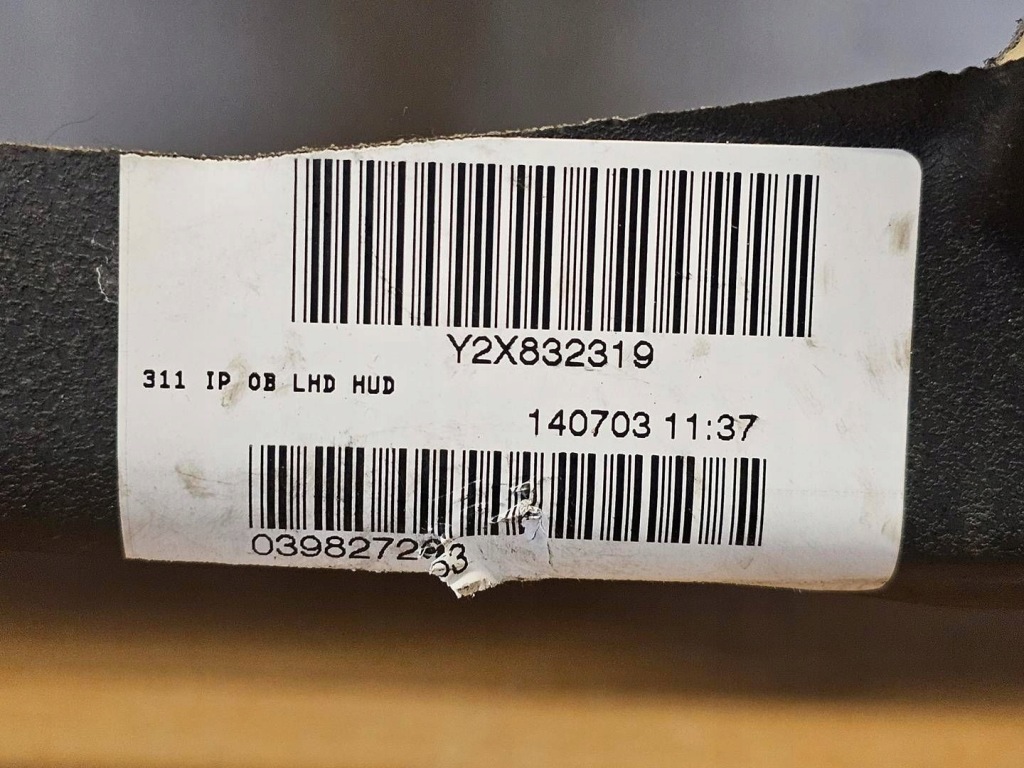 Y2X832319
311 IP OB LHD HUD
140703 11:37